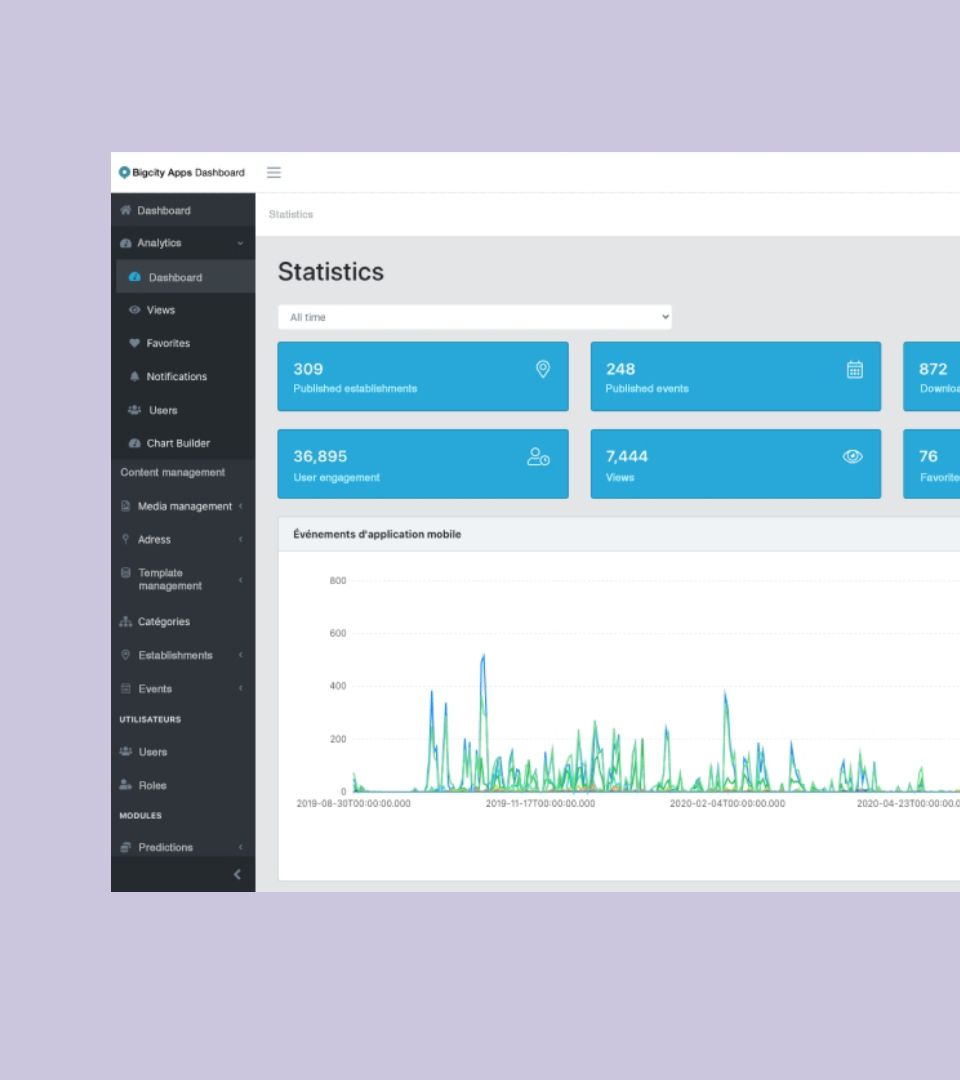 Bigcity Apps Dashboard
Statistics
Dashboard
Analytics
Dashboard
Views
Favorites
Notifications
Users
Chart Builder
Content management
Media management
Adress
Template
management
Catégories
Establishments
Events
UTILISATEURS
Users
Roles
MODULES
Predictions
Statistics
All time
309
Published establishments
248
Published events
872
36,895
User engagement
7,444
Views
76
Favorite
Événements d'application mobile
800
600
400
200
0
2019-08-30T00:00:00.000
2019-11-17T00:00:00.000
2020-02-04T00:00:00.000
2020-04-23T00:00:00.0